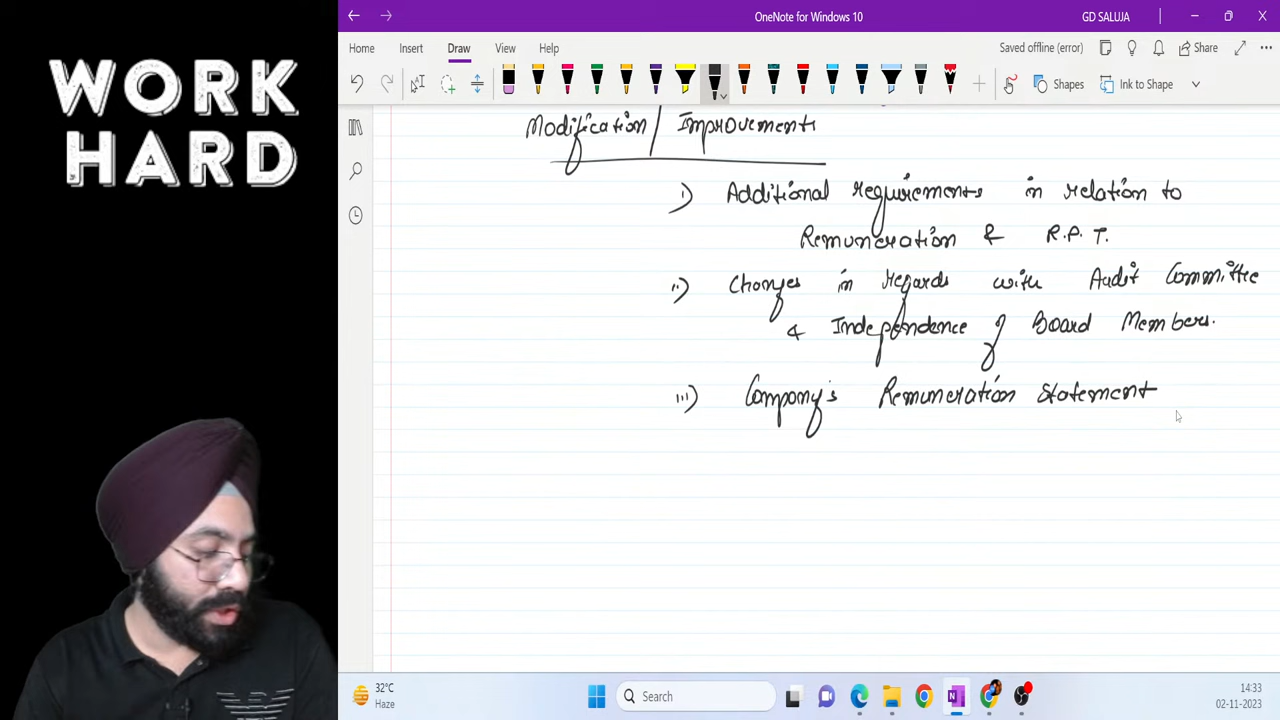 WORK
HARD
OneNote for Windows 10
GD SALUJA
Home Insert Draw View Help
Saved offline (error)
Share
Shapes
Ink to Shape
Modification / Improvements
i) Additional requirements in relation to
Remuneration & R.P.T.
ii) Changes in regards with Audit Committee
& Independence of Board Members.
iii) Company's Remuneration Statement
32°C
Haze
Search
14:33
02-11-2023